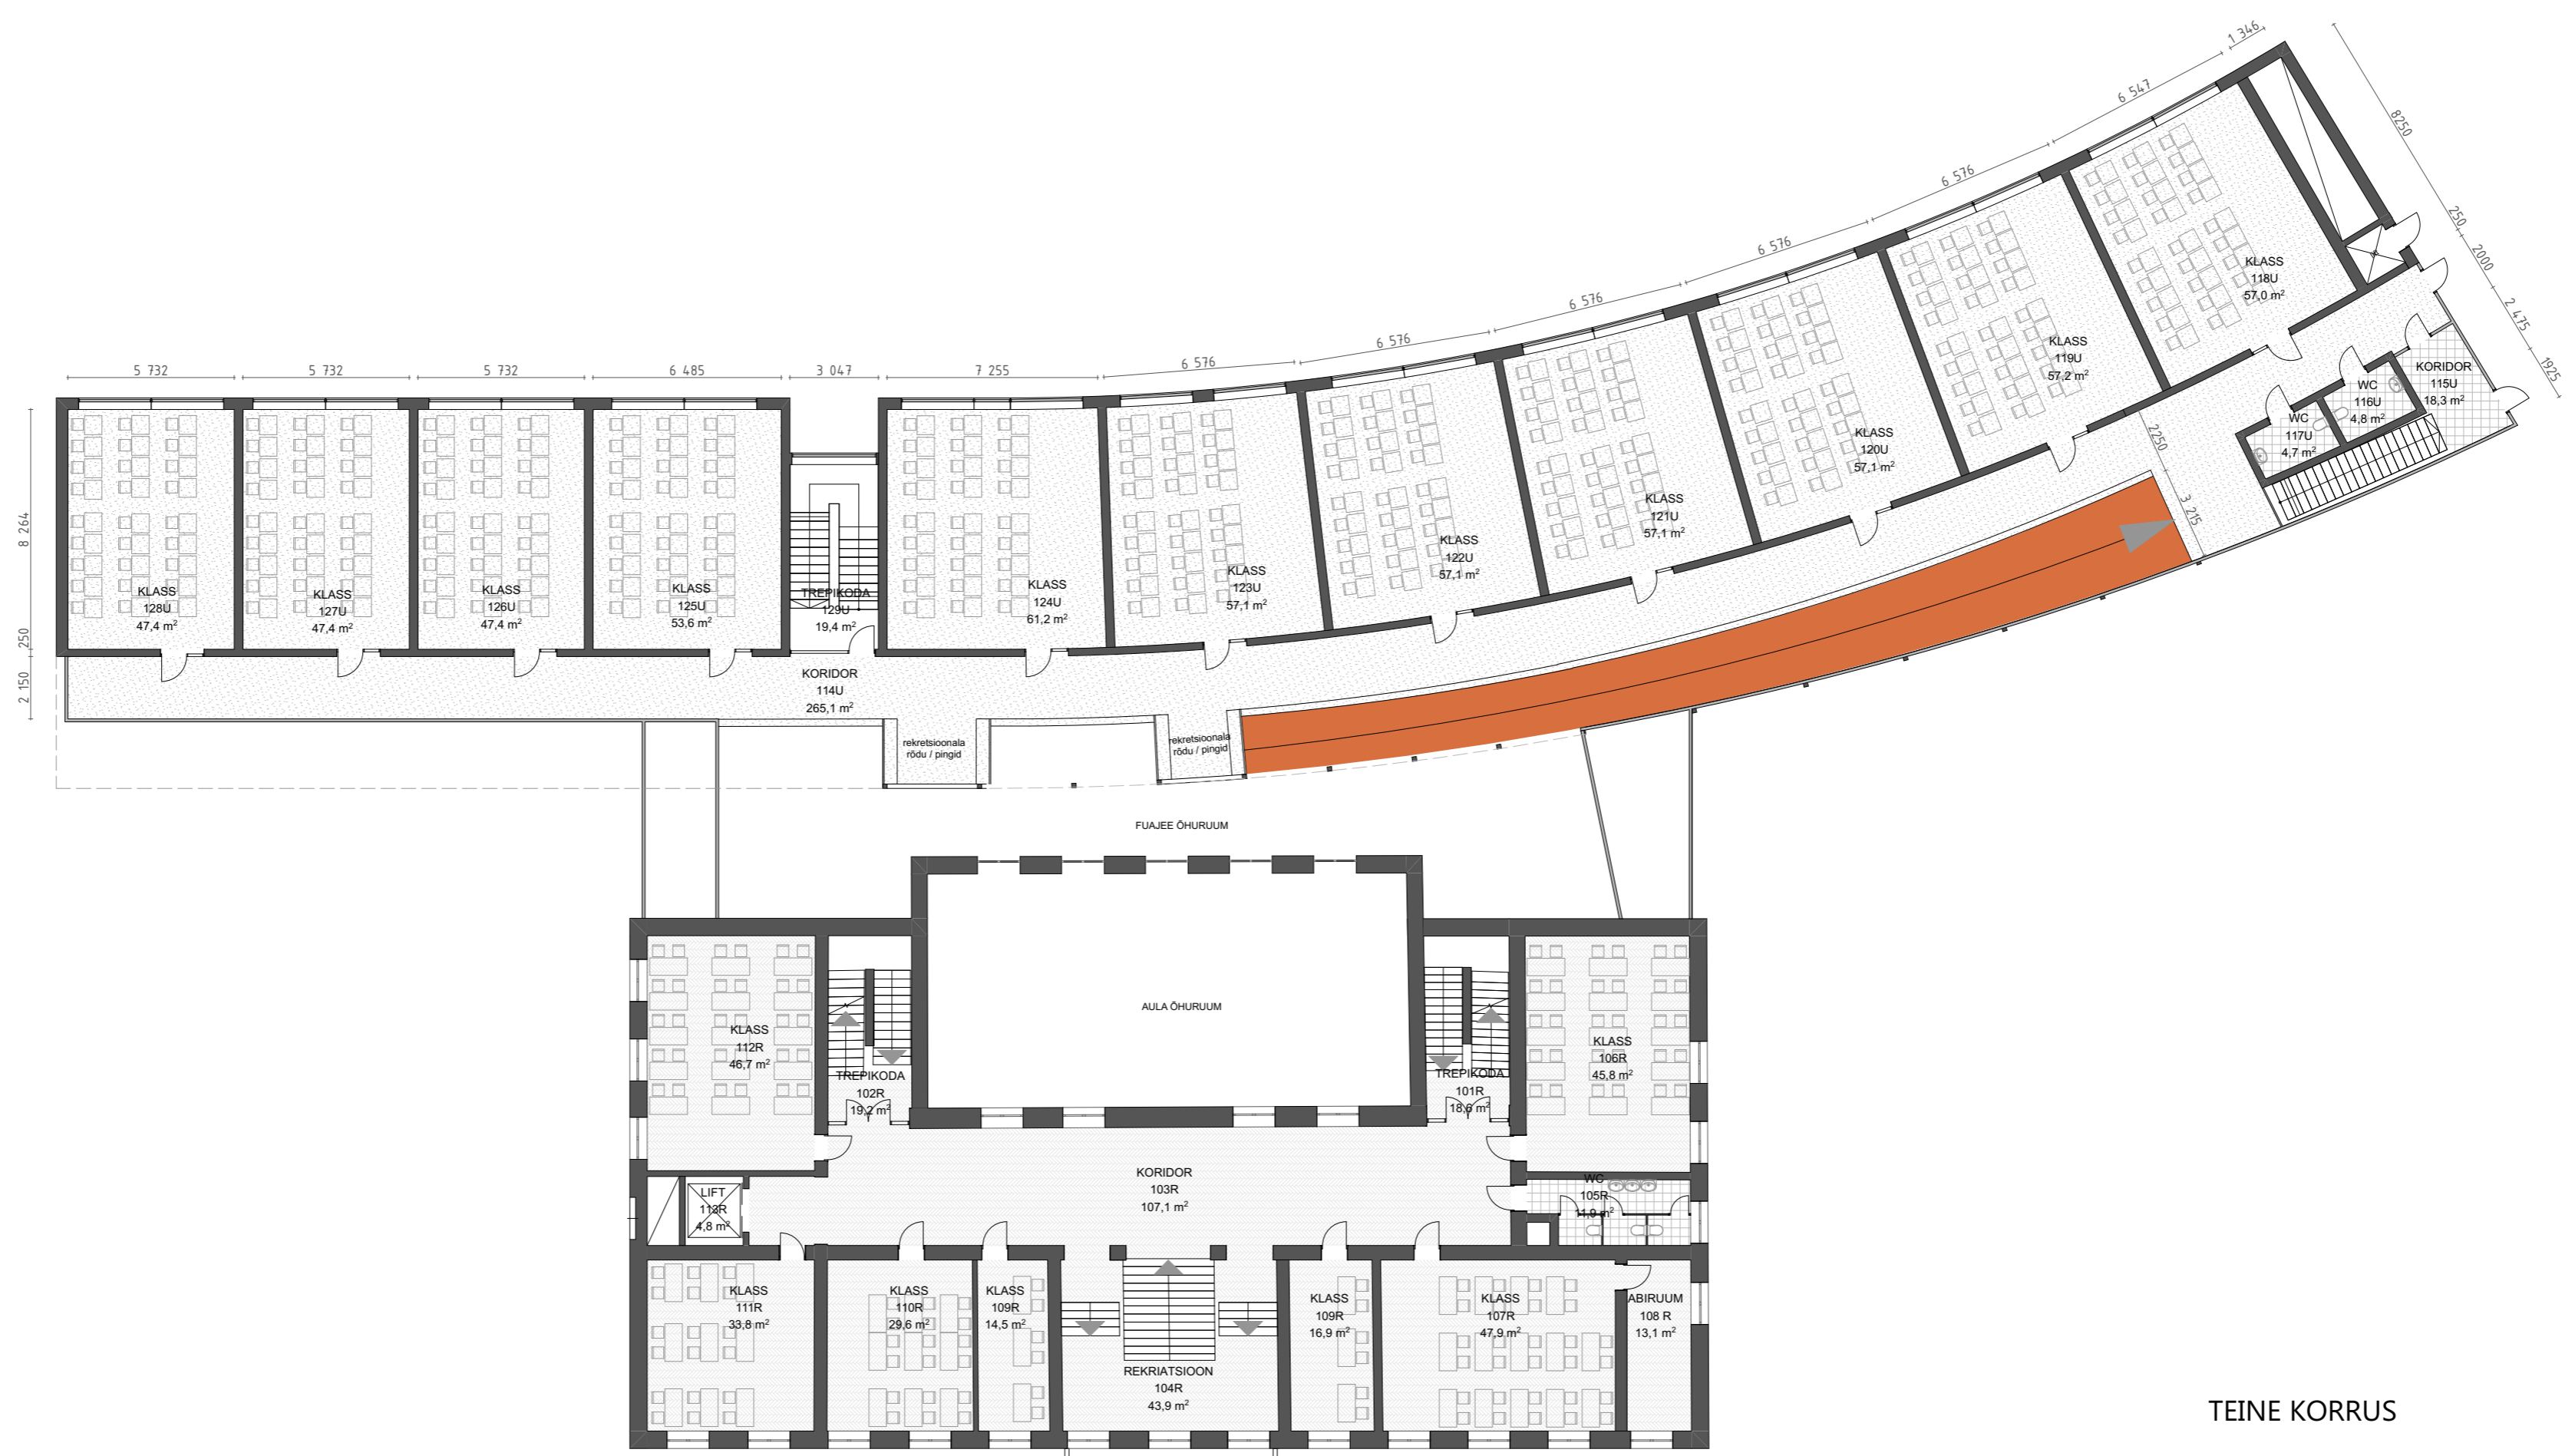 1 346
6 547
8250
6 576
250
6 576
2000
6 576
2 475
6 576
1925
6 576
5 732
5 732
5 732
6 485
3 047
7 255
8 264
250
2 150
2250
3 215
KLASS
118U
57,0 m²
KLASS
119U
57,2 m²
KORIDOR
115U
18,3 m²
WC
116U
4,8 m²
WC
117U
4,7 m²
KLASS
120U
57,1 m²
KLASS
121U
57,1 m²
KLASS
122U
57,1 m²
KLASS
123U
57,1 m²
KLASS
124U
61,2 m²
TREPIKODA
129U
19,4 m²
KLASS
125U
53,6 m²
KLASS
126U
47,4 m²
KLASS
127U
47,4 m²
KLASS
128U
47,4 m²
KORIDOR
114U
265,1 m²
rekretsioonala
rõdu / pingid
rekretsioonala
rõdu / pingid
FUAJEE ÕHURUUM
AULA ÕHURUUM
KLASS
112R
46,7 m²
TREPIKODA
102R
19,2 m²
TREPIKODA
101R
18,6 m²
KLASS
106R
45,8 m²
KORIDOR
103R
107,1 m²
LIFT
113R
4,8 m²
WC
105R
11,9 m²
KLASS
111R
33,8 m²
KLASS
110R
29,6 m²
KLASS
109R
14,5 m²
REKRIATSIOON
104R
43,9 m²
KLASS
109R
16,9 m²
KLASS
107R
47,9 m²
ABIRUUM
108 R
13,1 m²
TEINE KORRUS